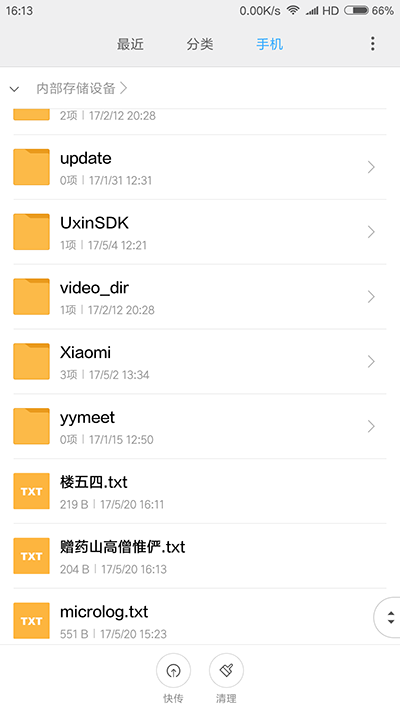 16:13 0.00K/s HD 66%
最近 分类 手机
内部存储设备
2项 | 17/2/12 20:28
update
0项 | 17/1/31 12:31
UxinSDK
1项 | 17/5/4 12:21
video_dir
1项 | 17/2/12 20:28
Xiaomi
3项 | 17/5/2 13:34
yymeet
0项 | 17/1/15 12:50
TXT 楼五四.txt
219 B | 17/5/20 16:11
TXT 赠药山高僧惟俨.txt
204 B | 17/5/20 16:13
TXT microlog.txt
551 B | 17/5/20 15:23
快传 清理